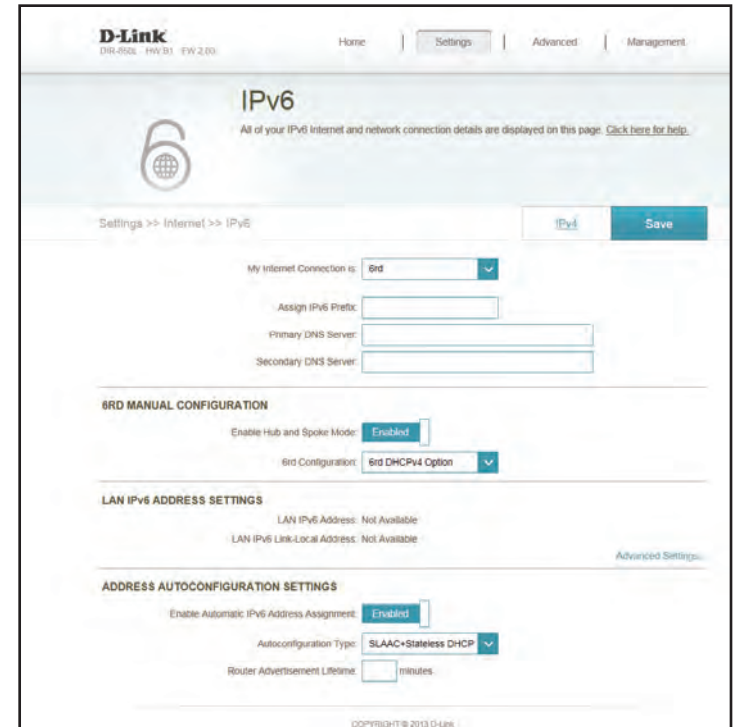 D-Link
DIR-850L HW:B1 FW:2.00
Home | Settings | Advanced | Management
IPv6
All of your IPv6 Internet and network connection details are displayed on this page. Click here for help.
Settings >> Internet >> IPv6
IPv4
Save
My Internet Connection is: 6rd
Assign IPv6 Prefix:
Primary DNS Server:
Secondary DNS Server:
6RD MANUAL CONFIGURATION
Enable Hub and Spoke Mode: Enabled
6rd Configuration: 6rd DHCPv4 Option
LAN IPv6 ADDRESS SETTINGS
LAN IPv6 Address: Not Available
LAN IPv6 Link-Local Address: Not Available
Advanced Settings...
ADDRESS AUTOCONFIGURATION SETTINGS
Enable Automatic IPv6 Address Assignment: Enabled
Autoconfiguration Type: SLAAC+Stateless DHCP
Router Advertisement Lifetime: minutes
COPYRIGHT © 2013 D-Link